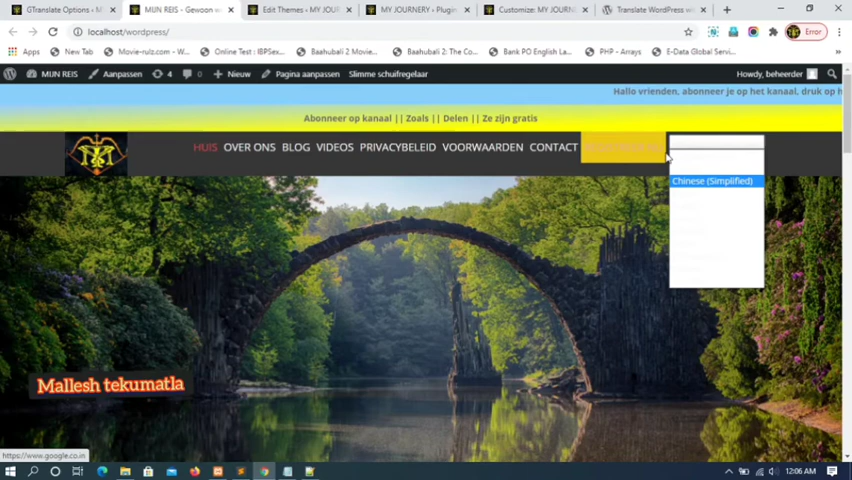 GTranslate Options ‹ M
MIJN REIS - Gewoon w
Edit Themes ‹ MY JOURN
MY JOURNERY - Plugin
Customize: MY JOURN
Translate WordPress w
localhost/wordpress/
Error
Apps
New Tab
Movie-rulz.com - W...
Online Test : IBPSex...
Baahubali 2 Movie...
Baahubali 2: The Co...
Bank PO English La...
PHP - Arrays
E-Data Global Servi...
MIJN REIS
Aanpassen
4
0
Nieuw
Pagina aanpassen
Slimme schuifregelaar
Howdy, beheerder
Hallo vrienden, abonneer je op het kanaal, druk op h
Abonneer op kanaal || Zoals || Delen || Ze zijn gratis
HUIS
OVER ONS
BLOG
VIDEOS
PRIVACYBELEID
VOORWAARDEN
CONTACT
Chinese (Simplified)
Mallesh tekumatla
https://www.google.co.in
12:06 AM